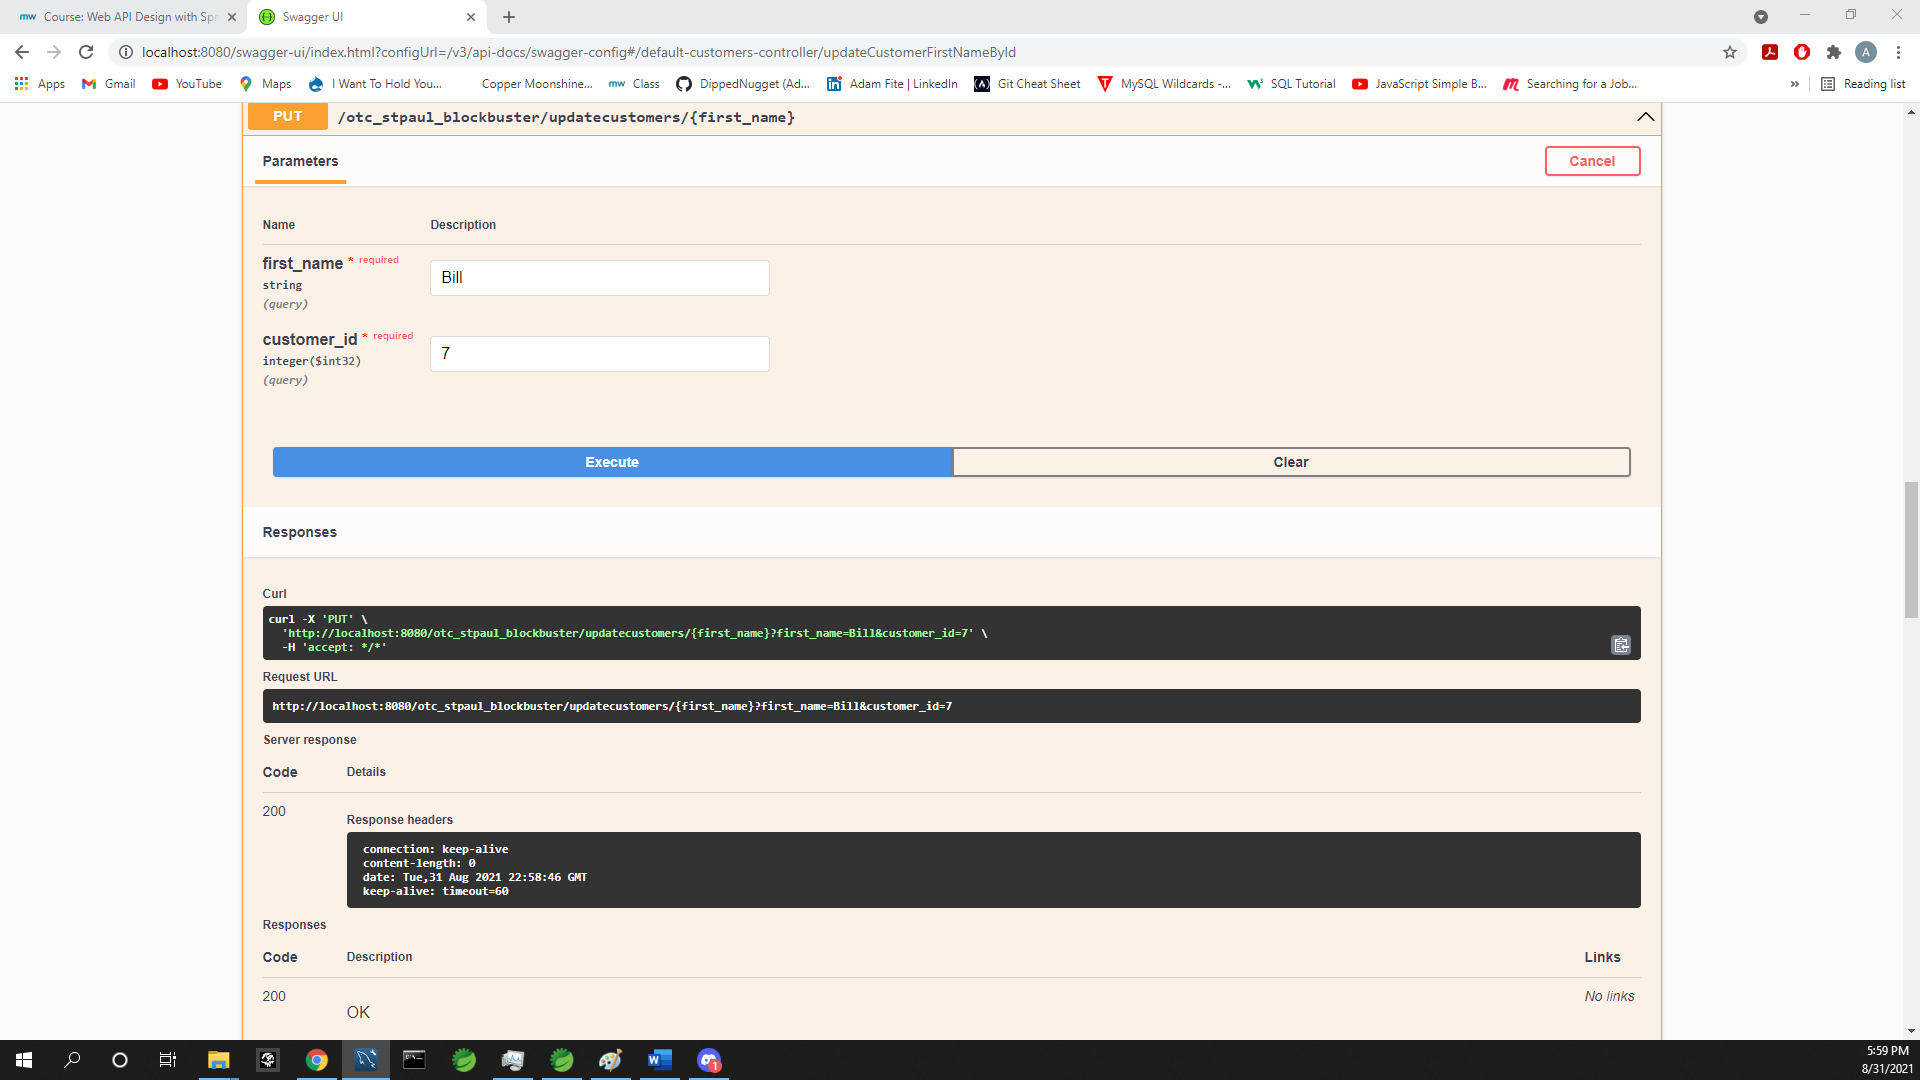 Course: Web API Design with Spr
Swagger UI
localhost:8080/swagger-ui/index.html?configUrl=/v3/api-docs/swagger-config#/default-customers-controller/updateCustomerFirstNameById
A
Apps
Gmail
YouTube
Maps
I Want To Hold You...
Copper Moonshine...
mw Class
DippedNugget (Ad...
Adam Fite | LinkedIn
Git Cheat Sheet
MySQL Wildcards -...
SQL Tutorial
JavaScript Simple B...
Searching for a Job...
»
Reading list
PUT /otc_stpaul_blockbuster/updatecustomers/{first_name}
Parameters
Cancel
Name Description
first_name * required
string
(query)
Bill
customer_id * required
integer($int32)
(query)
7
Execute
Clear
Responses
Curl
curl -X 'PUT' \
'http://localhost:8080/otc_stpaul_blockbuster/updatecustomers/{first_name}?first_name=Bill&customer_id=7' \
-H 'accept: */*'
Request URL
http://localhost:8080/otc_stpaul_blockbuster/updatecustomers/{first_name}?first_name=Bill&customer_id=7
Server response
Code Details
200
Response headers
connection: keep-alive
content-length: 0
date: Tue,31 Aug 2021 22:58:46 GMT
keep-alive: timeout=60
Responses
Code Description Links
200
OK
No links
5:59 PM
8/31/2021